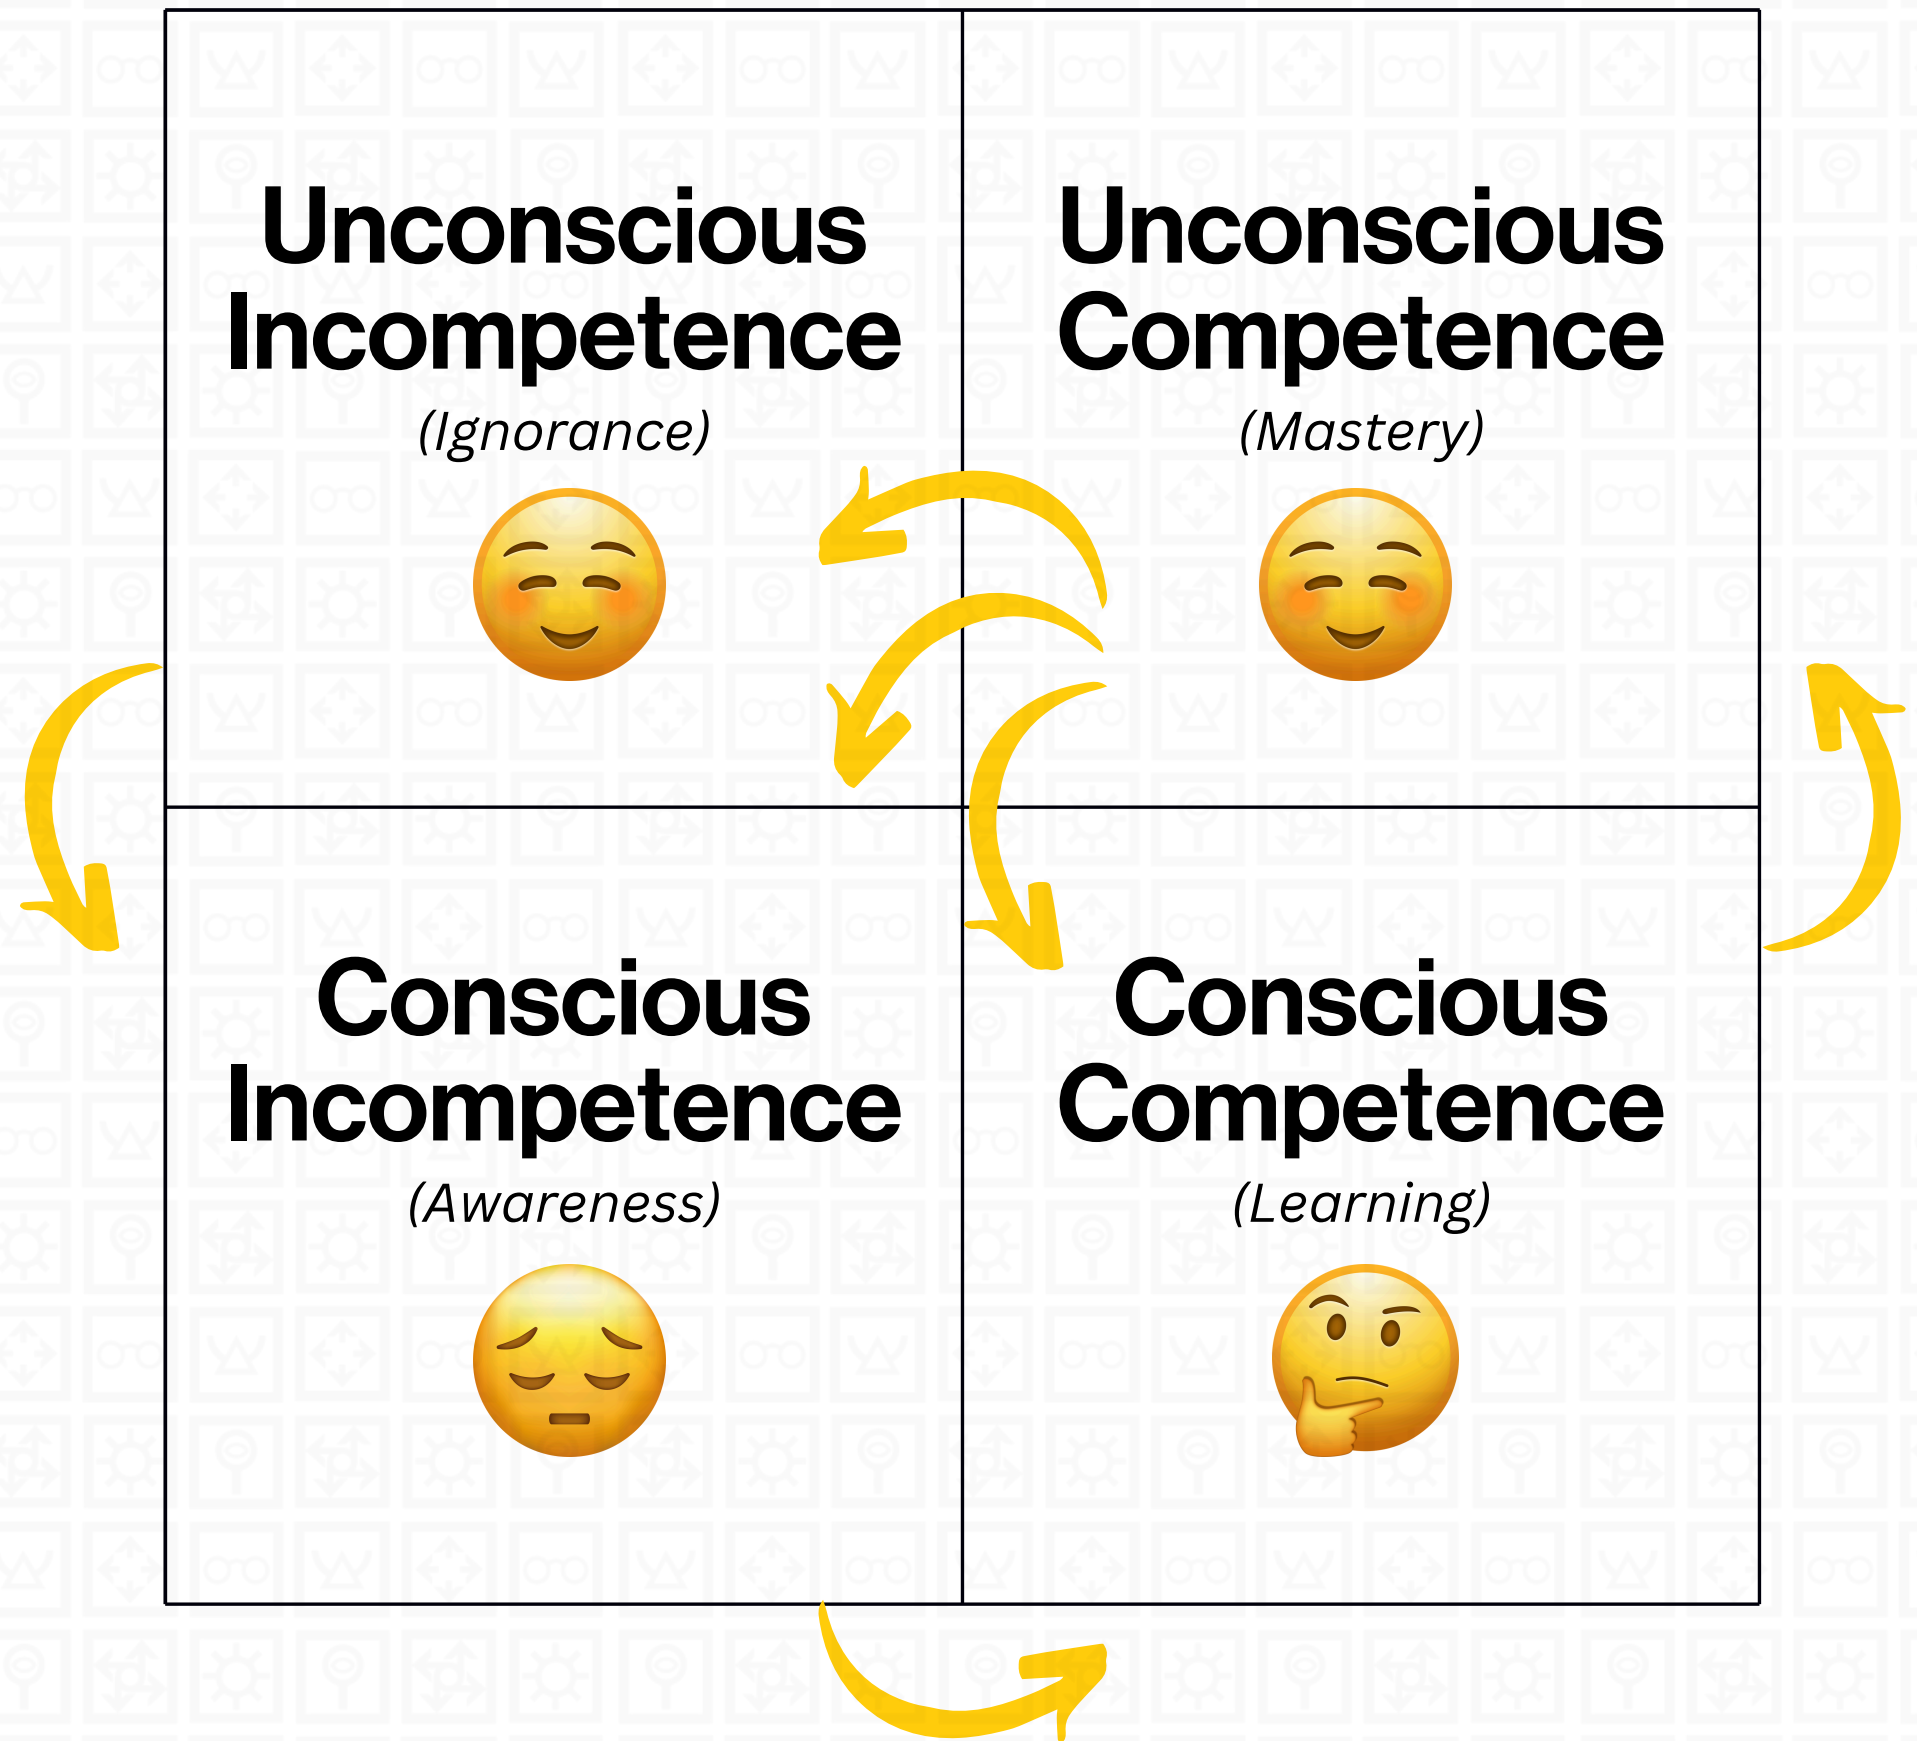 Unconscious
Incompetence
(Ignorance)
Unconscious
Competence
(Mastery)
Conscious
Incompetence
(Awareness)
Conscious
Competence
(Learning)